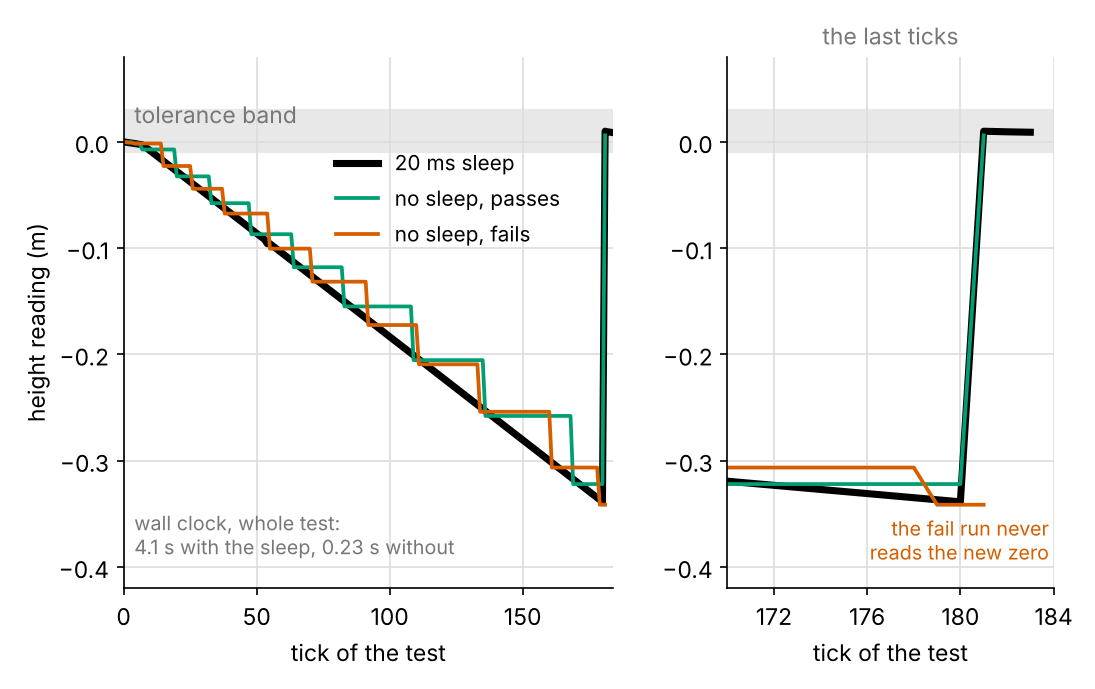 the last ticks
tolerance band
20 ms sleep
no sleep, passes
no sleep, fails
height reading (m)
0.0
−0.1
−0.2
−0.3
−0.4
wall clock, whole test:
4.1 s with the sleep, 0.23 s without
0
50
100
150
tick of the test
0.0
−0.1
−0.2
−0.3
−0.4
the fail run never
reads the new zero
172
176
180
184
tick of the test